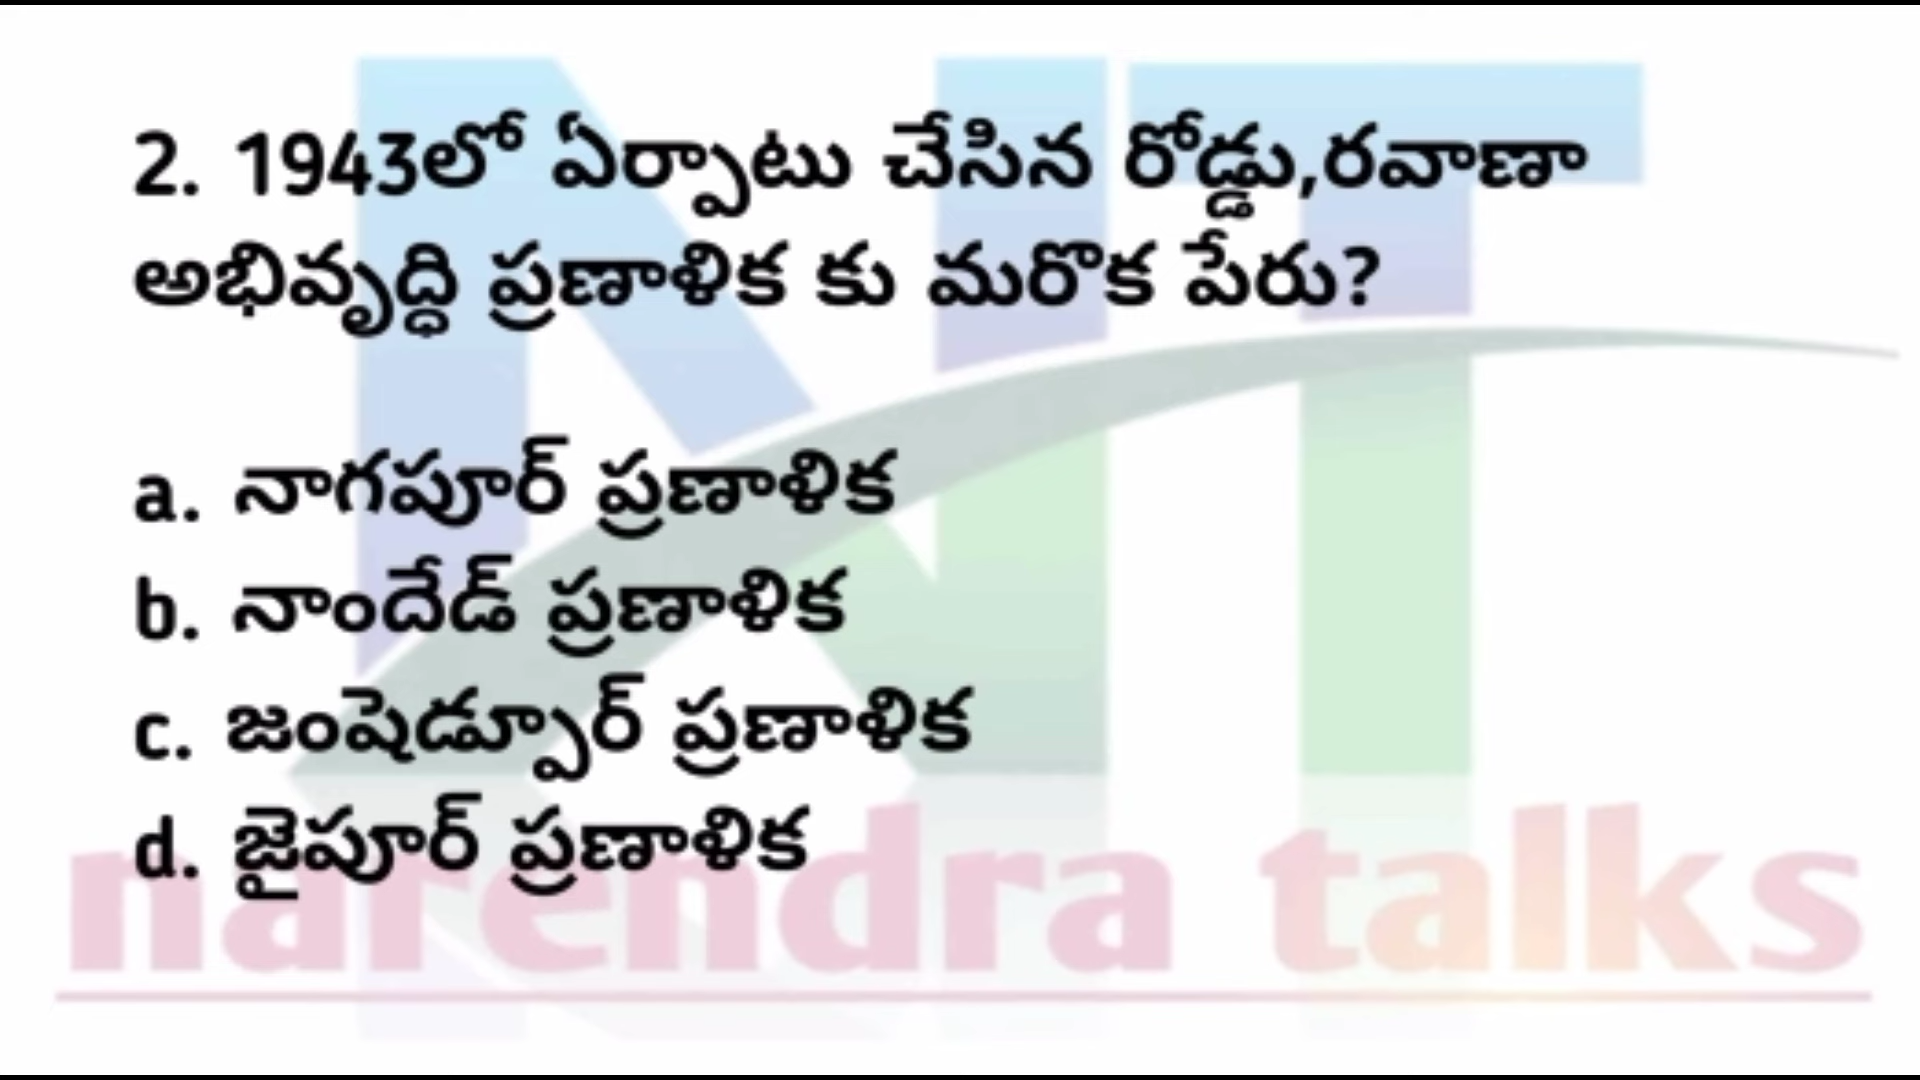 2. 1943లో ఏర్పాటు చేసిన రోడ్డు,రవాణా
అభివృద్ధి ప్రణాళిక కు మరొక పేరు?
a. నాగపూర్ ప్రణాళిక
b. నాందేడ్ ప్రణాళిక
c. జంషెడ్పూర్ ప్రణాళిక
d. జైపూర్ ప్రణాళిక
narendra talks